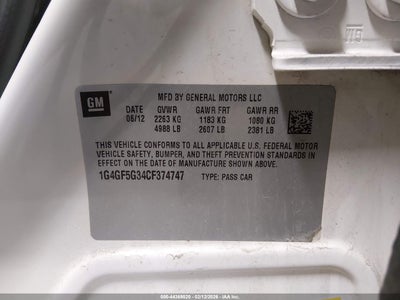 GM
MFD BY GENERAL MOTORS LLC
DATE GVWR GAWR FRT GAWR RR
06/12 2263 KG 1183 KG 1080 KG
4988 LB 2607 LB 2381 LB
THIS VEHICLE CONFORMS TO ALL APPLICABLE U.S. FEDERAL MOTOR
VEHICLE SAFETY, BUMPER, AND THEFT PREVENTION STANDARDS IN
EFFECT ON THE DATE OF MANUFACTURE SHOWN ABOVE.
1G4GF5G34CF374747 TYPE: PASS CAR